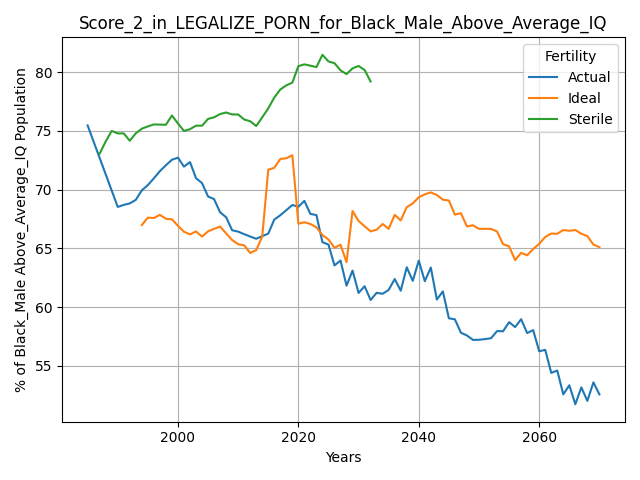 Score_2_in_LEGALIZE_PORN_for_Black_Male_Above_Average_IQ
% of Black_Male Above_Average_IQ Population
80
75
70
65
60
55
Fertility
Actual
Ideal
Sterile
2000
2020
2040
2060
Years